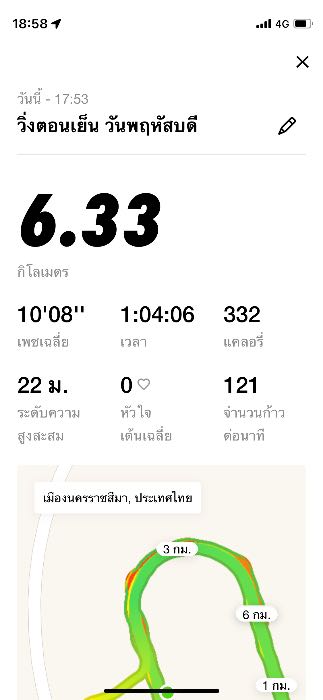 18:58
4G
วันนี้ - 17:53
วิ่งตอนเย็น วันพฤหัสบดี
6.33
กิโลเมตร
10'08'' 1:04:06 332
เพซเฉลี่ย เวลา แคลอรี่
22 ม. 0 121
ระดับความ หัวใจ จำนวนก้าว
สูงสะสม เต้นเฉลี่ย ต่อนาที
เมืองนครราชสีมา, ประเทศไทย
3 กม.
6 กม.
1 กม.